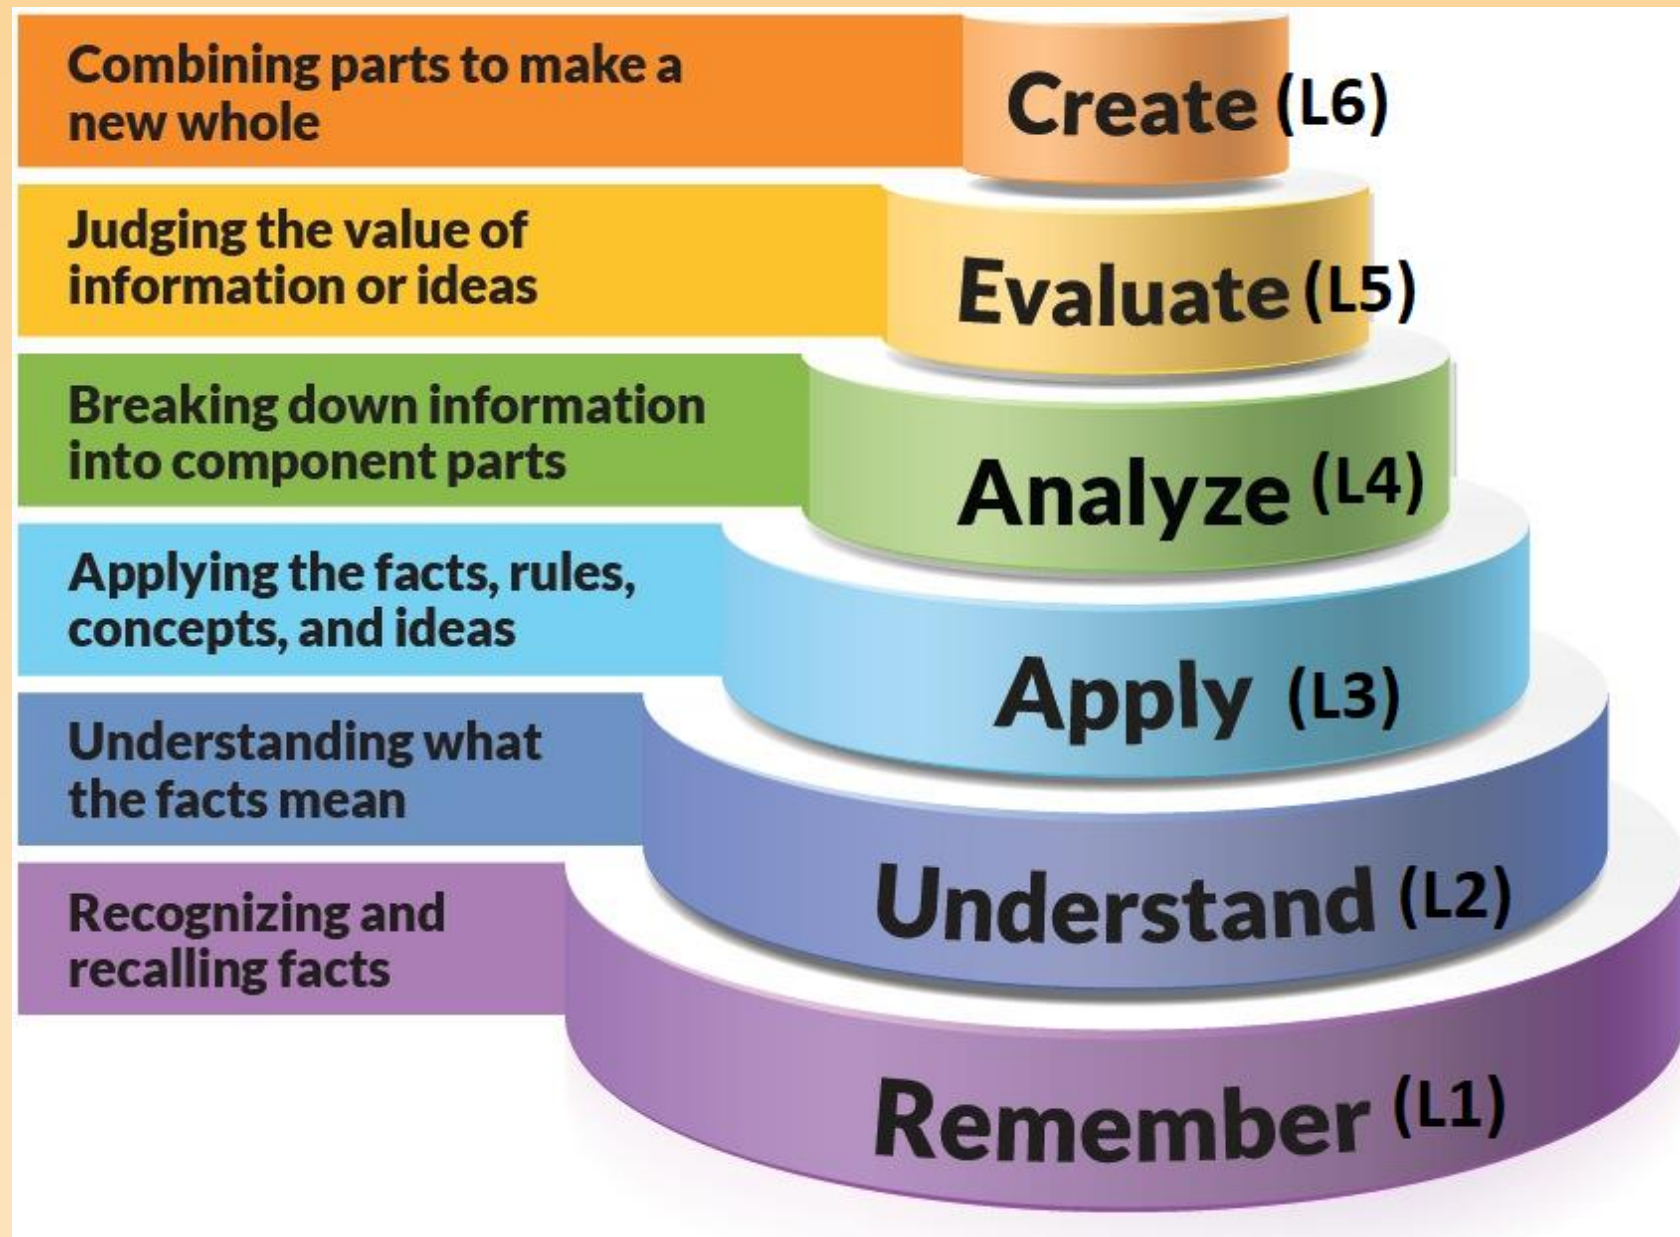 Combining parts to make a
new whole
Create (L6)
Judging the value of
information or ideas
Evaluate (L5)
Breaking down information
into component parts
Analyze (L4)
Applying the facts, rules,
concepts, and ideas
Apply (L3)
Understanding what
the facts mean
Understand (L2)
Recognizing and
recalling facts
Remember (L1)